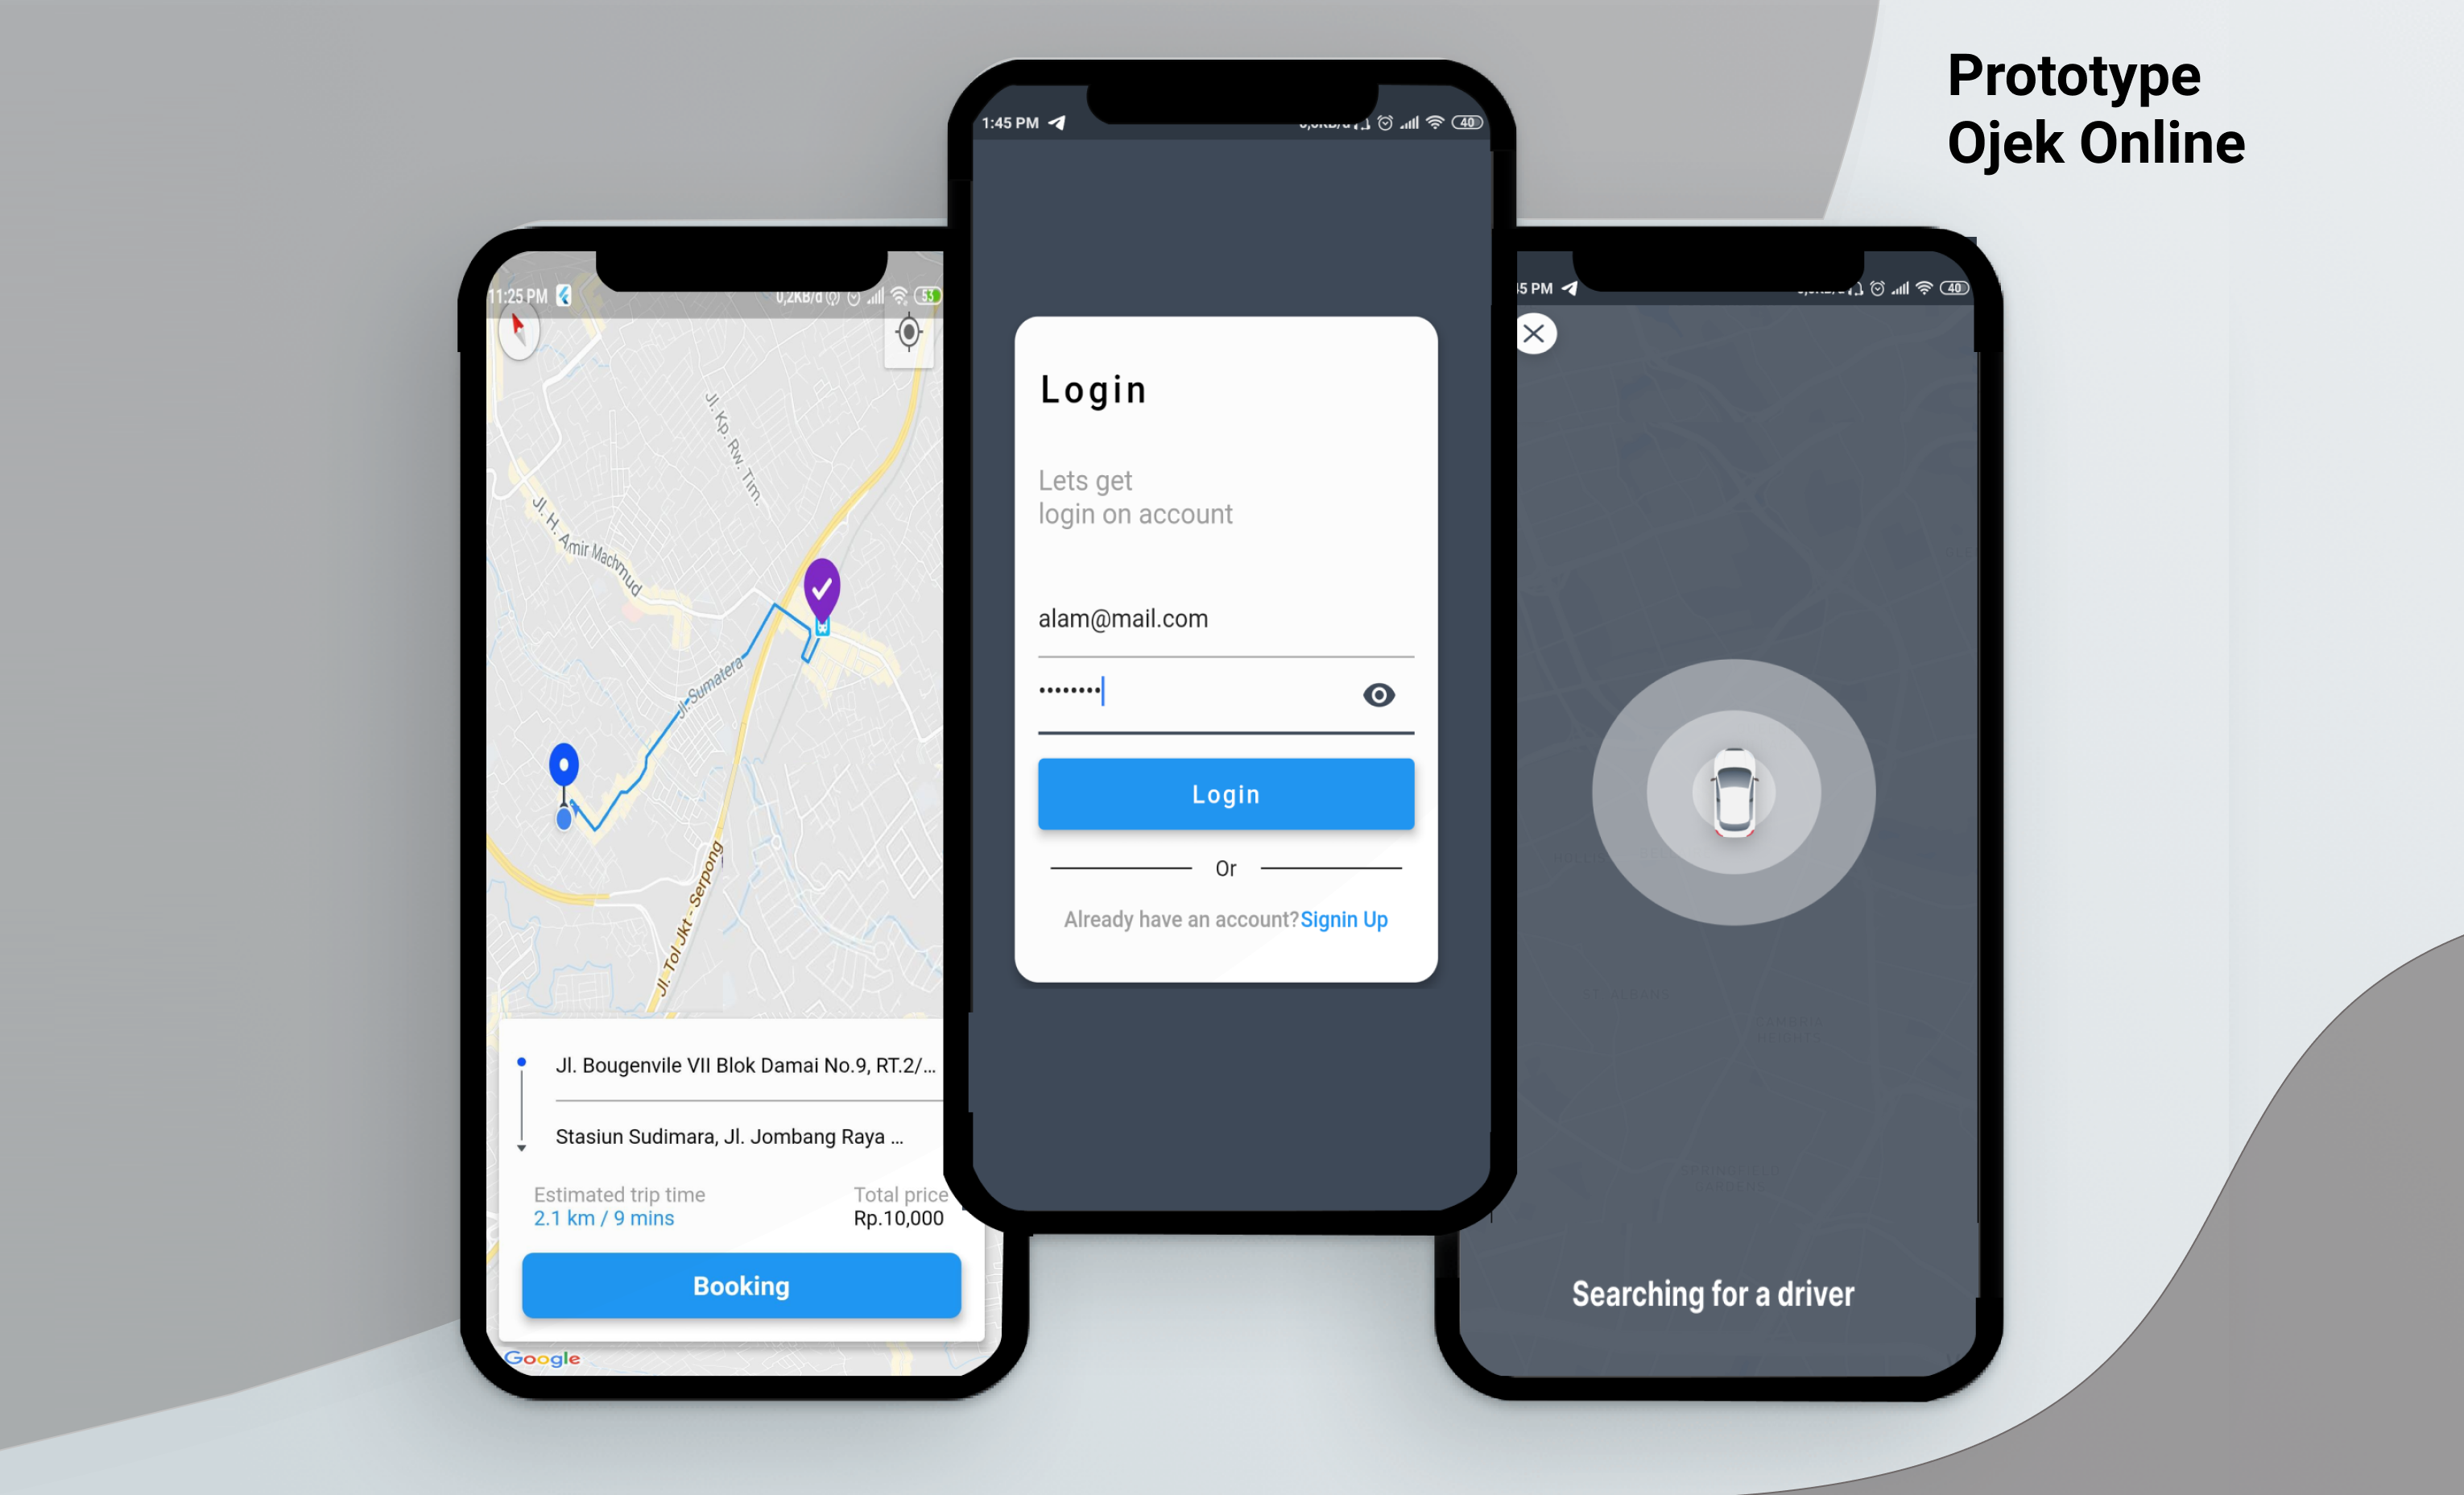 Prototype
Ojek Online
11:25 PM
53
Jl. Kp. Rw. Tim.
Jl. H. Amir Machmud
Jl. Sumatera
Jl. Tol Jkt - Serpong
Jl. Bougenvile VII Blok Damai No.9, RT.2/...
Stasiun Sudimara, Jl. Jombang Raya ...
Estimated trip time
2.1 km / 9 mins
Total price
Rp.10,000
Booking
Google
1:45 PM
40
Login
Lets get
login on account
alam@mail.com
••••••••
Login
Or
Already have an account?Signin Up
45 PM
40
Searching for a driver